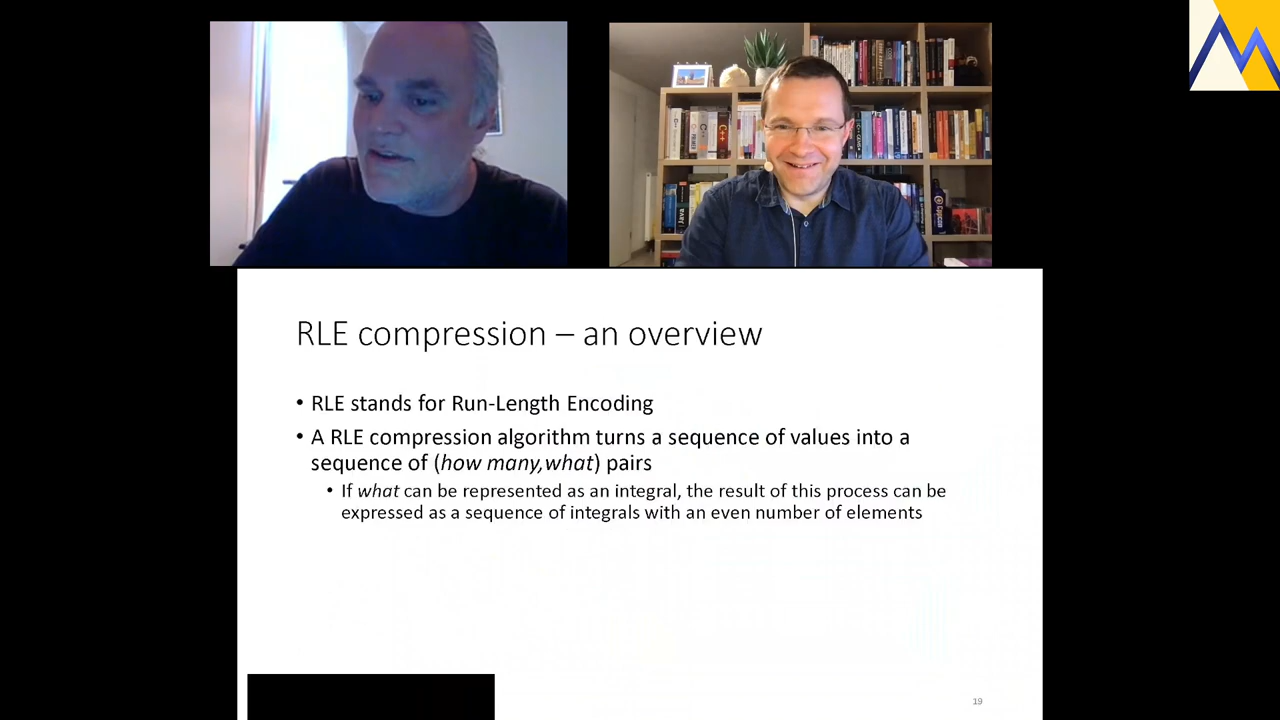 RLE compression – an overview
• RLE stands for Run-Length Encoding
• A RLE compression algorithm turns a sequence of values into a
sequence of (how many,what) pairs
• If what can be represented as an integral, the result of this process can be
expressed as a sequence of integrals with an even number of elements
19